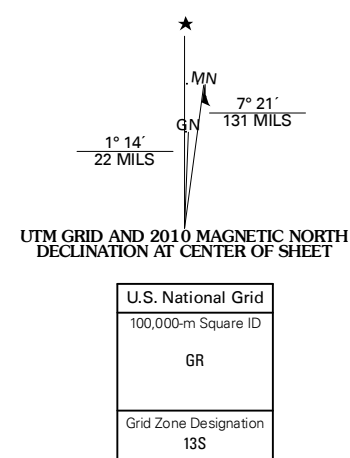 MN
GN
7° 21´
131 MILS
1° 14´
22 MILS
UTM GRID AND 2010 MAGNETIC NORTH
DECLINATION AT CENTER OF SHEET
U.S. National Grid
100,000-m Square ID
GR
Grid Zone Designation
13S